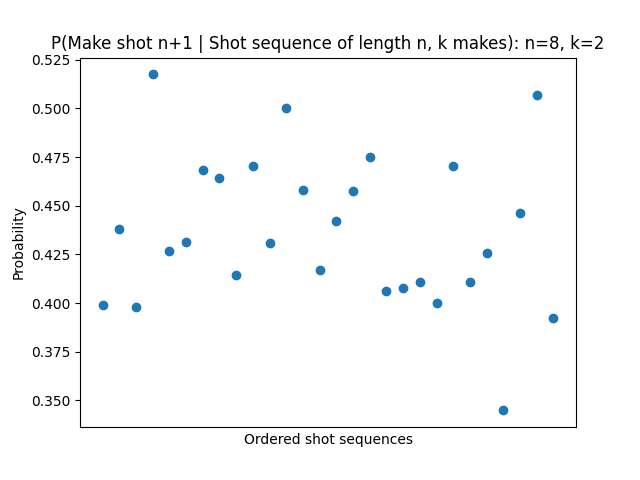 P(Make shot n+1 | Shot sequence of length n, k makes): n=8, k=2
0.525
0.500
0.475
0.450
0.425
0.400
0.375
0.350
Probability
Ordered shot sequences